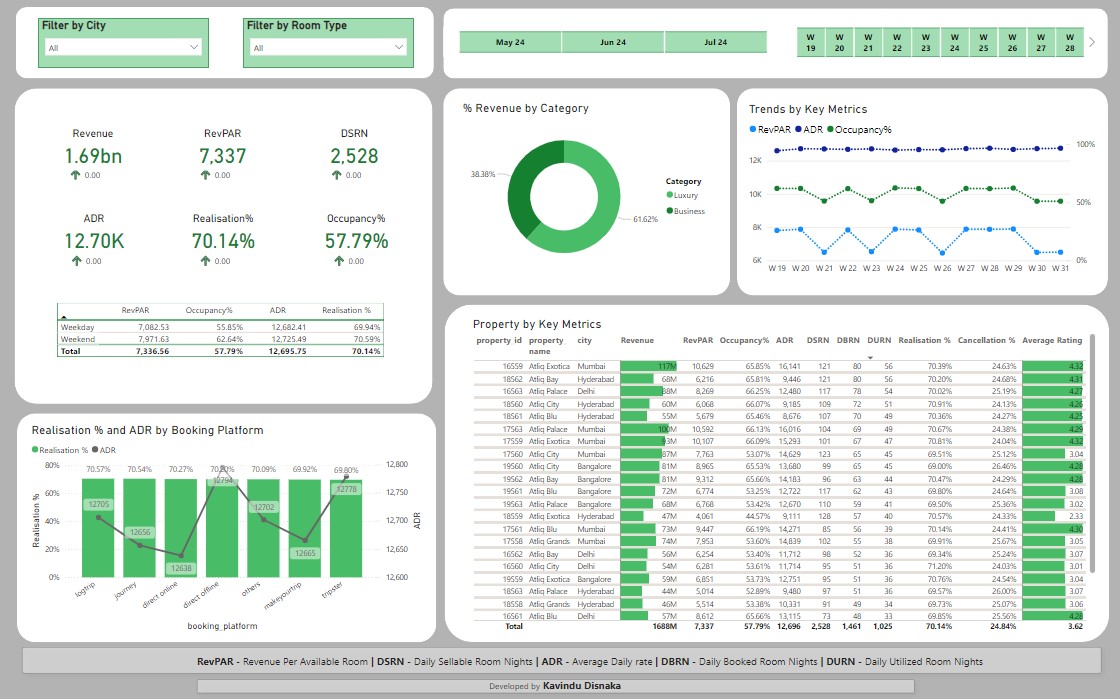 Filter by City
All
Filter by Room Type
All
May 24 Jun 24 Jul 24
W 19 W 20 W 21 W 22 W 23 W 24 W 25 W 26 W 27 W 28
Revenue RevPAR DSRN
1.69bn 7,337 2,528
0.00 0.00 0.00
ADR Realisation% Occupancy%
12.70K 70.14% 57.79%
0.00 0.00 0.00
RevPAR Occupancy% ADR Realisation %
Weekday 7,082.53 55.85% 12,682.41 69.94%
Weekend 7,971.63 62.64% 12,725.49 70.59%
Total 7,336.56 57.79% 12,695.75 70.14%
% Revenue by Category
38.38%
61.62%
Category
Luxury
Business
Trends by Key Metrics
RevPAR ADR Occupancy%
12K 10K 8K 6K
100% 50% 0%
W 19 W 20 W 21 W 22 W 23 W 24 W 25 W 26 W 27 W 28 W 29 W 30 W 31
Realisation % and ADR by Booking Platform
Realisation % ADR
80% 60% 40% 20% 0%
Realisation %
70.57% 70.54% 70.27% 70.09% 69.92% 69.80%
12705 12656 12638 12794 12702 12665 12778
12,800 12,750 12,700 12,650 12,600
ADR
logtrip journey direct online direct offline others makeyourtrip tripster
booking_platform
Property by Key Metrics
property id property name city Revenue RevPAR Occupancy% ADR DSRN DBRN DURN Realisation % Cancellation % Average Rating
16559 Atliq Exotica Mumbai 117M 10,629 65.85% 16,141 121 80 56 70.39% 24.63% 4.32
18562 Atliq Bay Hyderabad 68M 6,216 65.81% 9,446 121 80 56 70.20% 24.68% 4.31
16563 Atliq Palace Delhi 88M 8,269 66.25% 12,480 117 78 54 70.02% 25.19% 4.27
18560 Atliq City Hyderabad 60M 6,068 66.07% 9,185 109 72 51 70.91% 24.13% 4.26
18561 Atliq Blu Hyderabad 55M 5,679 65.46% 8,676 107 70 49 70.36% 24.27% 4.25
17563 Atliq Palace Mumbai 100M 10,592 66.13% 16,016 104 69 49 70.67% 24.38% 4.29
17559 Atliq Exotica Mumbai 93M 10,107 66.09% 15,293 101 67 47 70.81% 24.04% 4.32
17560 Atliq City Mumbai 87M 7,763 53.07% 14,629 123 65 45 69.51% 25.12% 3.04
19560 Atliq City Bangalore 81M 8,965 65.53% 13,680 99 65 45 69.00% 26.46% 4.28
19562 Atliq Bay Bangalore 81M 9,312 65.66% 14,183 96 63 44 70.47% 24.29% 4.28
19561 Atliq Blu Bangalore 72M 6,774 53.25% 12,722 117 62 43 69.80% 24.64% 3.08
19563 Atliq Palace Bangalore 68M 6,768 53.42% 12,670 110 59 41 69.50% 25.36% 3.02
18559 Atliq Exotica Hyderabad 47M 4,061 44.57% 9,111 128 57 40 70.57% 24.33% 2.33
17561 Atliq Blu Mumbai 73M 9,447 66.19% 14,271 85 56 39 70.14% 24.41% 4.30
17558 Atliq Grands Mumbai 74M 7,953 53.60% 14,839 102 55 38 69.91% 25.67% 3.05
16562 Atliq Bay Delhi 56M 6,254 53.40% 11,712 98 52 36 69.34% 25.24% 3.07
16560 Atliq City Delhi 54M 6,281 53.61% 11,714 95 51 36 71.20% 24.03% 3.01
19559 Atliq Exotica Bangalore 59M 6,851 53.73% 12,751 95 51 36 70.76% 24.54% 3.04
18563 Atliq Palace Hyderabad 44M 5,014 52.89% 9,480 97 51 36 69.57% 26.00% 3.07
18558 Atliq Grands Hyderabad 46M 5,514 53.38% 10,331 91 49 34 69.73% 25.07% 3.06
16561 Atliq Blu Delhi 57M 8,612 65.66% 13,115 73 48 33 69.85% 25.56% 4.28
Total 1688M 7,337 57.79% 12,696 2,528 1,461 1,025 70.14% 24.84% 3.62
RevPAR - Revenue Per Available Room | DSRN - Daily Sellable Room Nights | ADR - Average Daily rate | DBRN - Daily Booked Room Nights | DURN - Daily Utilized Room Nights
Developed by Kavindu Disnaka